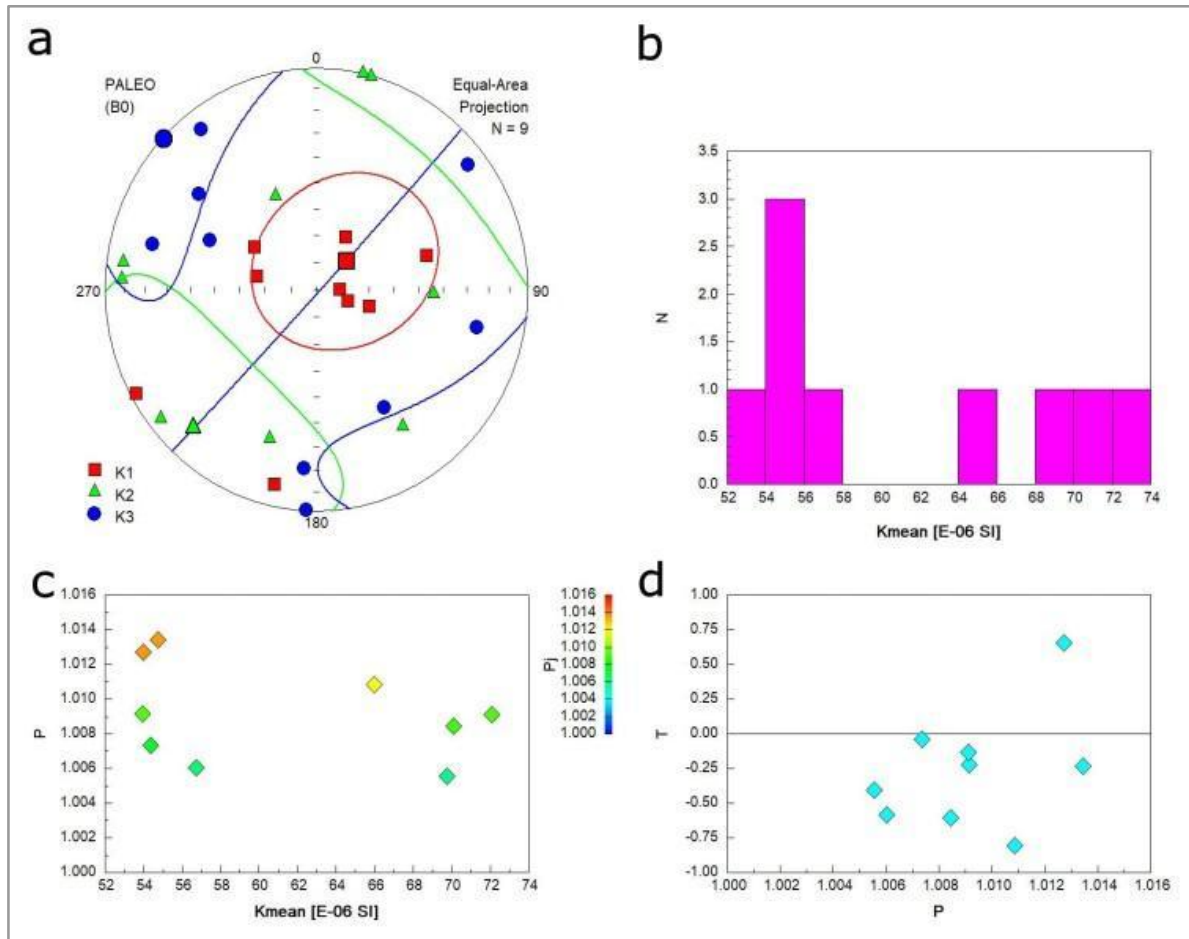 a
PALEO
(B0)
0
Equal-Area
Projection
N = 9
270
90
180
K1
K2
K3
b
3.5
3.0
2.5
2.0
1.5
1.0
0.5
0.0
N
52 54 56 58 60 62 64 66 68 70 72 74
Kmean [E-06 SI]
c
1.016
1.014
1.012
1.010
1.008
1.006
1.004
1.002
1.000
P
52 54 56 58 60 62 64 66 68 70 72 74
Kmean [E-06 SI]
Pj
1.016
1.014
1.012
1.010
1.008
1.006
1.004
1.002
1.000
d
1.00
0.75
0.50
0.25
0.00
-0.25
-0.50
-0.75
-1.00
T
1.000 1.002 1.004 1.006 1.008 1.010 1.012 1.014 1.016
P